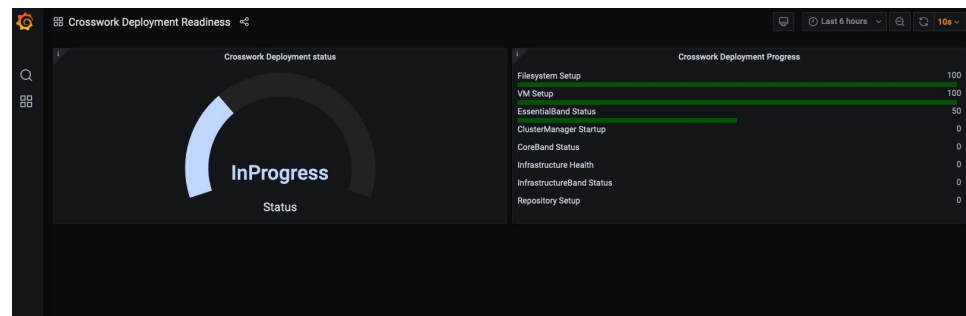 Crosswork Deployment Readiness
Last 6 hours
10s
i
Crosswork Deployment status
InProgress
Status
i
Crosswork Deployment Progress
Filesystem Setup 100
VM Setup 100
EssentialBand Status 50
ClusterManager Startup 0
CoreBand Status 0
Infrastructure Health 0
InfrastructureBand Status 0
Repository Setup 0